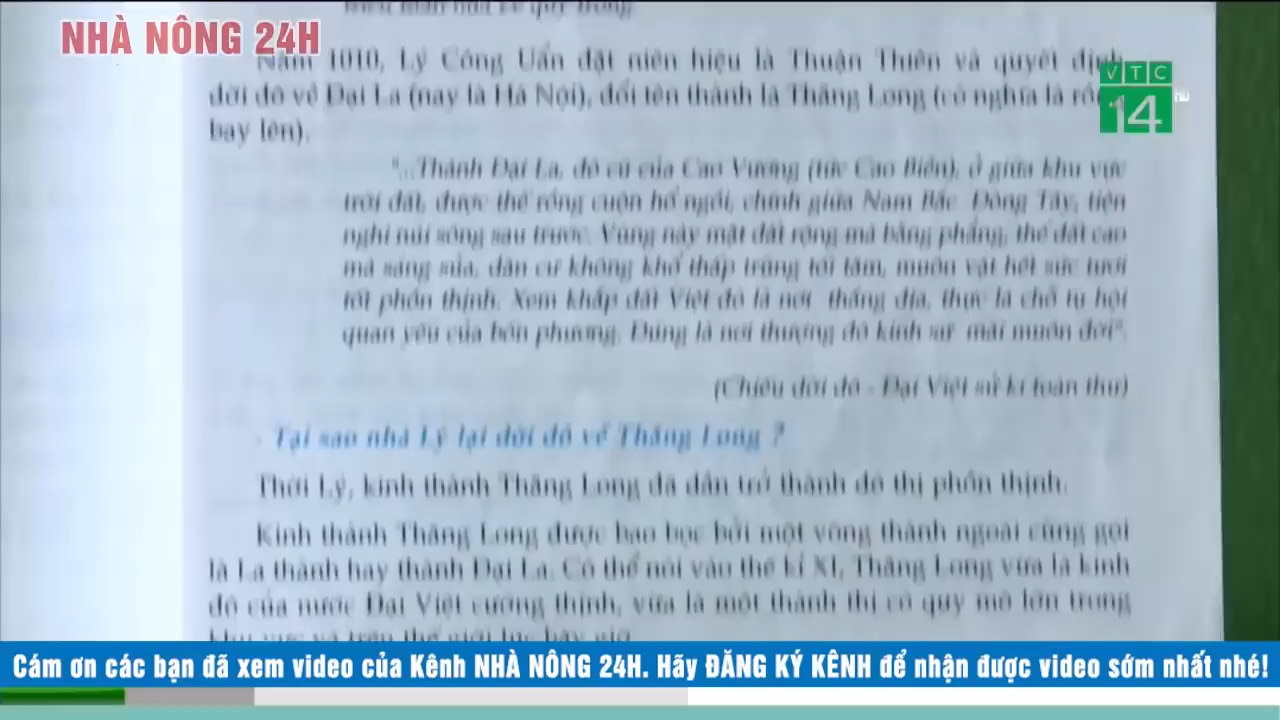 NHÀ NÔNG 24H
VTC
14
Năm 1010, Lý Công Uẩn đặt niên hiệu là Thuận Thiên và quyết định
dời đô về Đại La (nay là Hà Nội), đổi tên thành là Thăng Long (có nghĩa là rồng
bay lên).
"...Thành Đại La, đô cũ của Cao Vương (tức Cao Biền), ở giữa khu vực
trời đất, được thế rồng cuộn hổ ngồi, chính giữa Nam Bắc Đông Tây, tiện
nghi núi sông sau trước. Vùng này mặt đất rộng mà bằng phẳng, thế đất cao
mà sáng sủa, dân cư không khổ thấp trũng tối tăm, muôn vật hết sức tươi
tốt phồn thịnh. Xem khắp đất Việt đó là nơi thắng địa, thực là chỗ tụ hội
quan yếu của bốn phương. Đúng là nơi thượng đô kinh sư mãi muôn đời".
(Chiếu dời đô - Đại Việt sử kí toàn thư)
- Tại sao nhà Lý lại dời đô về Thăng Long ?
Thời Lý, kinh thành Thăng Long đã dần trở thành đô thị phồn thịnh.
Kinh thành Thăng Long được bao bọc bởi một vòng thành ngoài cùng gọi
là La thành hay thành Đại La. Có thể nói vào thế kỉ XI, Thăng Long vừa là kinh
đô của nước Đại Việt cường thịnh, vừa là một thành thị có quy mô lớn trong
khu vực và trên thế giới lúc bấy giờ.
Cám ơn các bạn đã xem video của Kênh NHÀ NÔNG 24H. Hãy ĐĂNG KÝ KÊNH để nhận được video sớm nhất nhé!